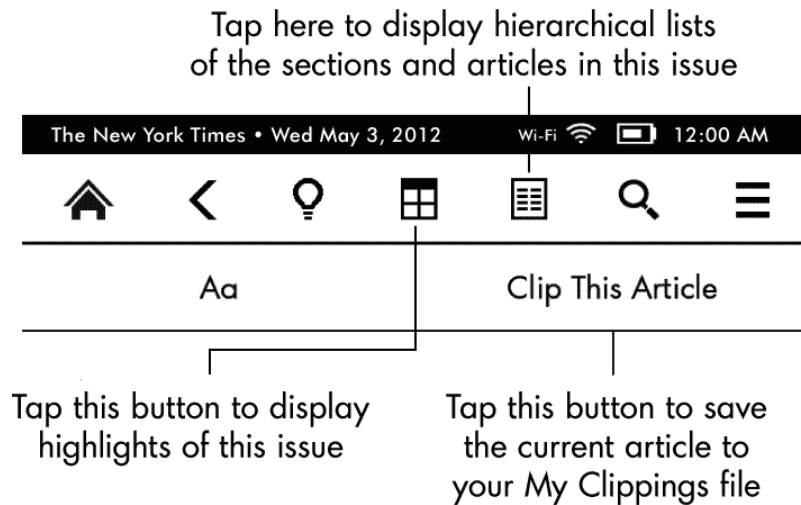 Tap here to display hierarchical lists
of the sections and articles in this issue
The New York Times • Wed May 3, 2012 Wi-Fi 12:00 AM
Aa Clip This Article
Tap this button to display
highlights of this issue
Tap this button to save
the current article to
your My Clippings file